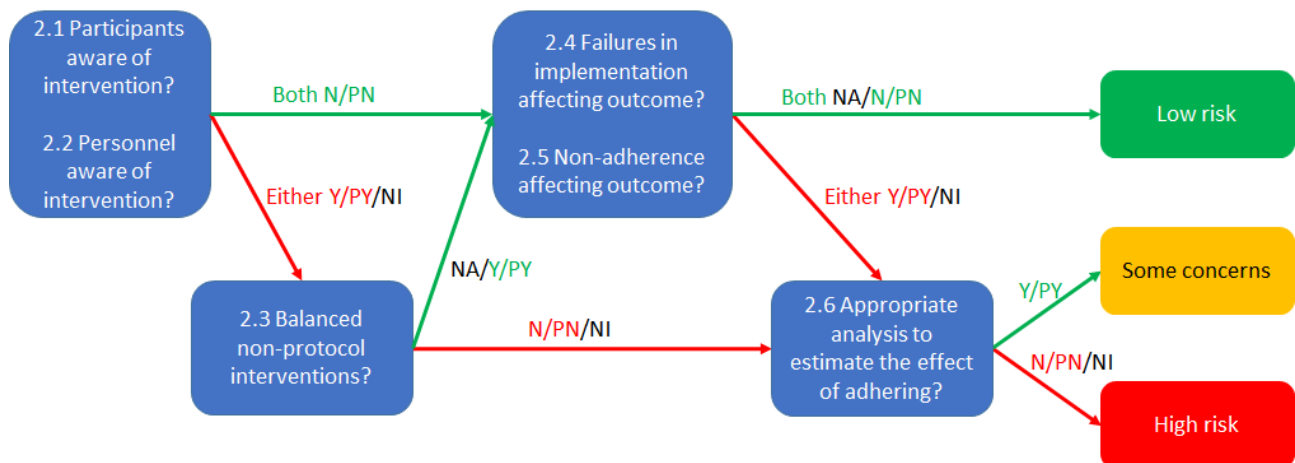 2.1 Participants
aware of
intervention?
2.2 Personnel
aware of
intervention?
Both N/PN
Either Y/PY/NI
2.3 Balanced
non-protocol
interventions?
NA/Y/PY
N/PN/NI
2.4 Failures in
implementation
affecting outcome?
2.5 Non-adherence
affecting outcome?
Both NA/N/PN
Either Y/PY/NI
2.6 Appropriate
analysis to
estimate the effect
of adhering?
Y/PY
N/PN/NI
Low risk
Some concerns
High risk